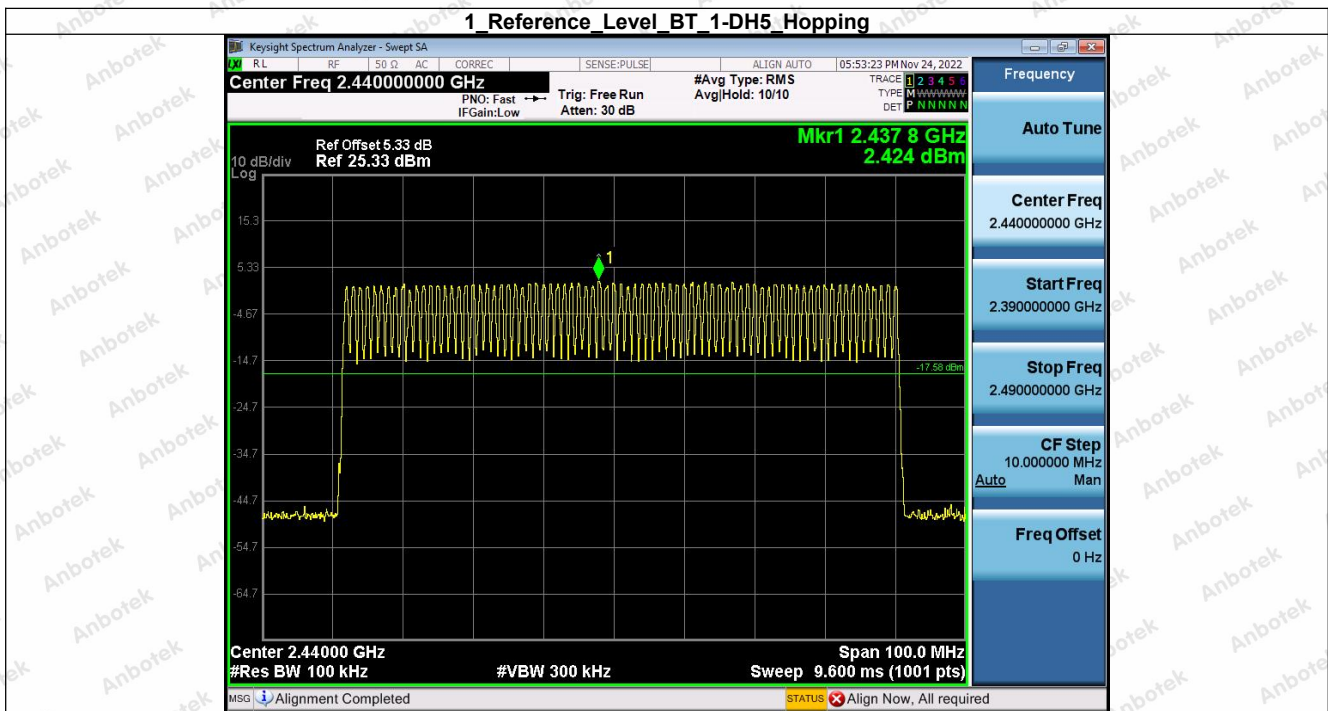 1_Reference_Level_BT_1-DH5_Hopping
Keysight Spectrum Analyzer - Swept SA
LXI RL RF 50 Ω AC CORREC SENSE:PULSE ALIGN AUTO 05:53:23 PM Nov 24, 2022
Center Freq 2.440000000 GHz
PNO: Fast
IFGain:Low
Trig: Free Run
Atten: 30 dB
#Avg Type: RMS
Avg|Hold: 10/10
TRACE 1 2 3 4 5 6
TYPE M WWWWW
DET P N N N N N
Frequency
Auto Tune
Center Freq
2.440000000 GHz
Start Freq
2.390000000 GHz
Stop Freq
2.490000000 GHz
CF Step
10.000000 MHz
Auto Man
Freq Offset
0 Hz
Mkr1 2.437 8 GHz
2.424 dBm
Ref Offset 5.33 dB
10 dB/div Ref 25.33 dBm
Log
15.3
5.33
-4.67
-14.7
-24.7
-34.7
-44.7
-54.7
-64.7
1
-17.58 dBm
Center 2.44000 GHz Span 100.0 MHz
#Res BW 100 kHz #VBW 300 kHz Sweep 9.600 ms (1001 pts)
MSG Alignment Completed STATUS Align Now, All required
Anbotek